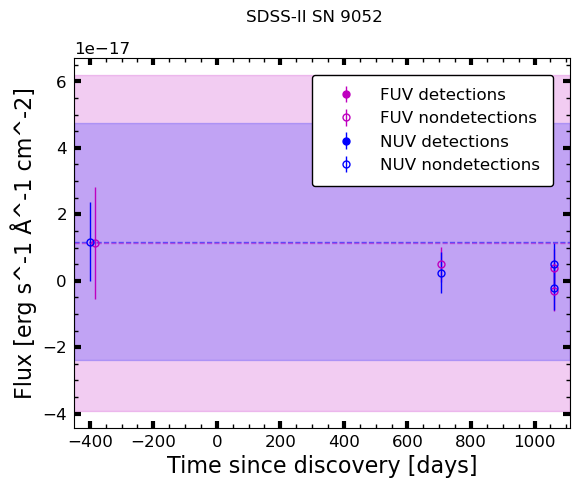 SDSS-II SN 9052
1e−17
6
4
2
0
−2
−4
Flux [erg s^-1 Å^-1 cm^-2]
FUV detections
FUV nondetections
NUV detections
NUV nondetections
−400 −200 0 200 400 600 800 1000
Time since discovery [days]